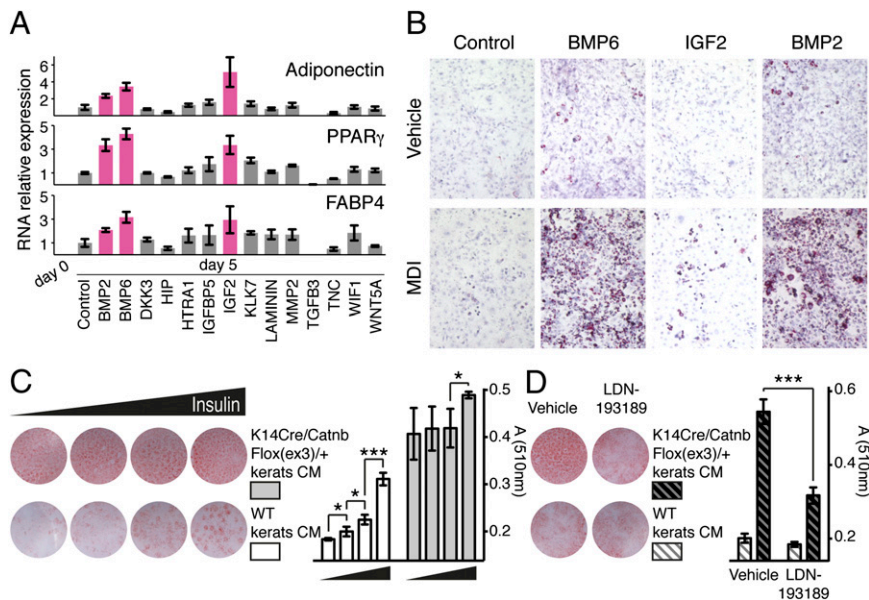 A
RNA relative expression
6
4
2
Adiponectin
5
3
1
PPARγ
5
3
1
FABP4
day 0
day 5
Control
BMP2
BMP6
DKK3
HIP
HTRA1
IGFBP5
IGF2
KLK7
LAMININ
MMP2
TGFB3
TNC
WIF1
WNT5A
B
Control BMP6 IGF2 BMP2
Vehicle
MDI
C
Insulin
K14Cre/Catnb
Flox(ex3)/+
kerats CM
WT
kerats CM
* * *** *
0.5
0.4
0.3
0.2
A (510nm)
D
Vehicle
LDN-
193189
K14Cre/Catnb
Flox(ex3)/+
kerats CM
WT
kerats CM
***
0.6
0.4
0.2
A (510nm)
Vehicle
LDN-
193189